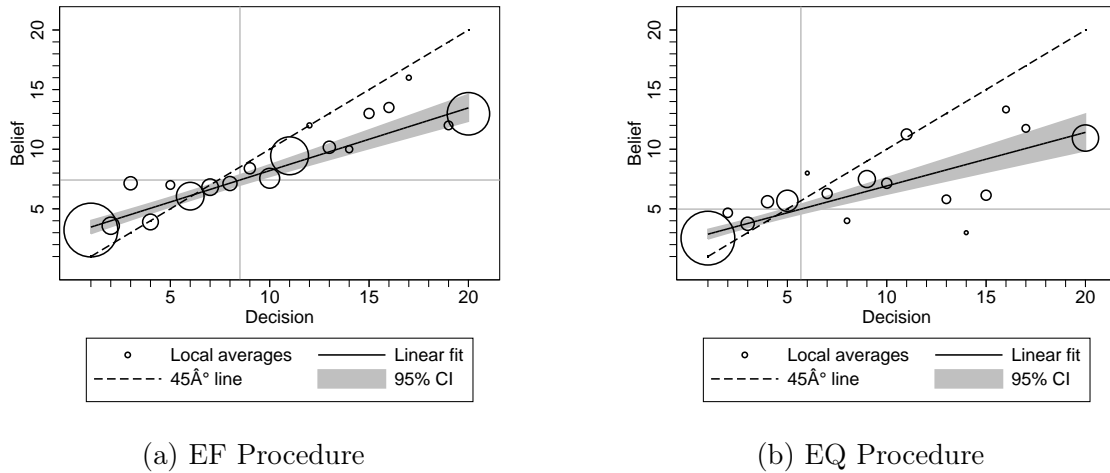 20
15
10
5
Belief
5
10
15
20
Decision
Local averages
Linear fit
45Â° line
95% CI
(a) EF Procedure
20
15
10
5
Belief
5
10
15
20
Decision
Local averages
Linear fit
45Â° line
95% CI
(b) EQ Procedure